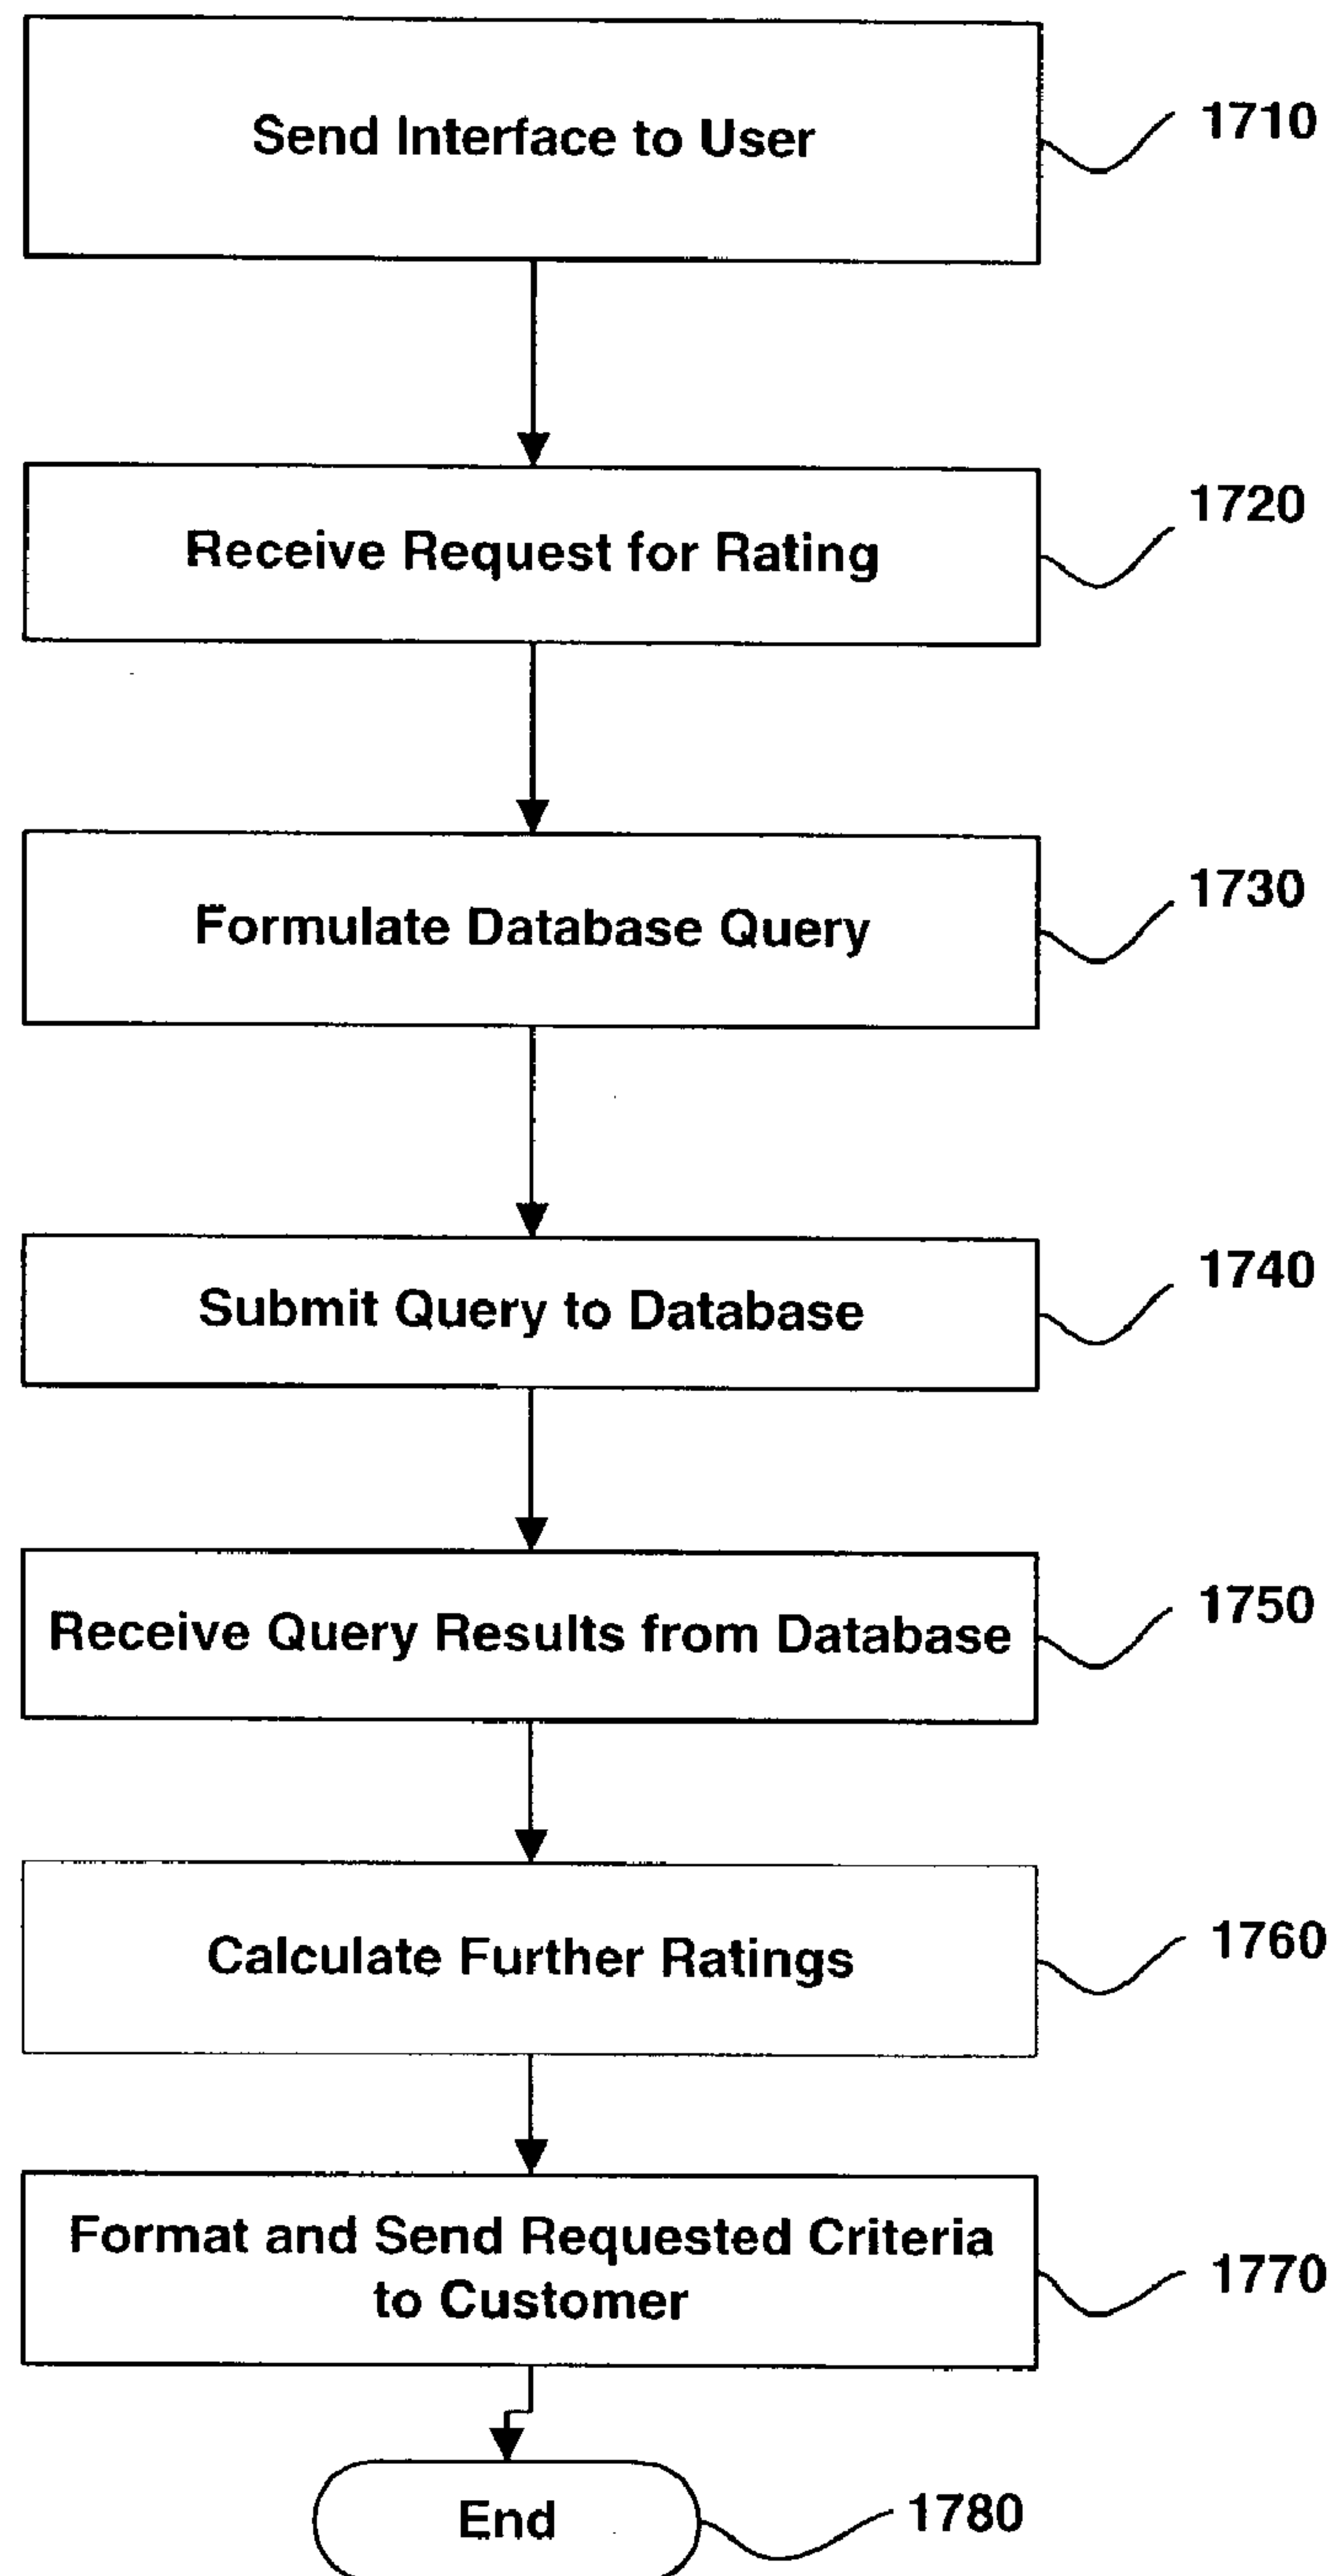 Send Interface to User
1710
Receive Request for Rating
1720
Formulate Database Query
1730
Submit Query to Database
1740
Receive Query Results from Database
1750
Calculate Further Ratings
1760
Format and Send Requested Criteria
to Customer
1770
End
1780